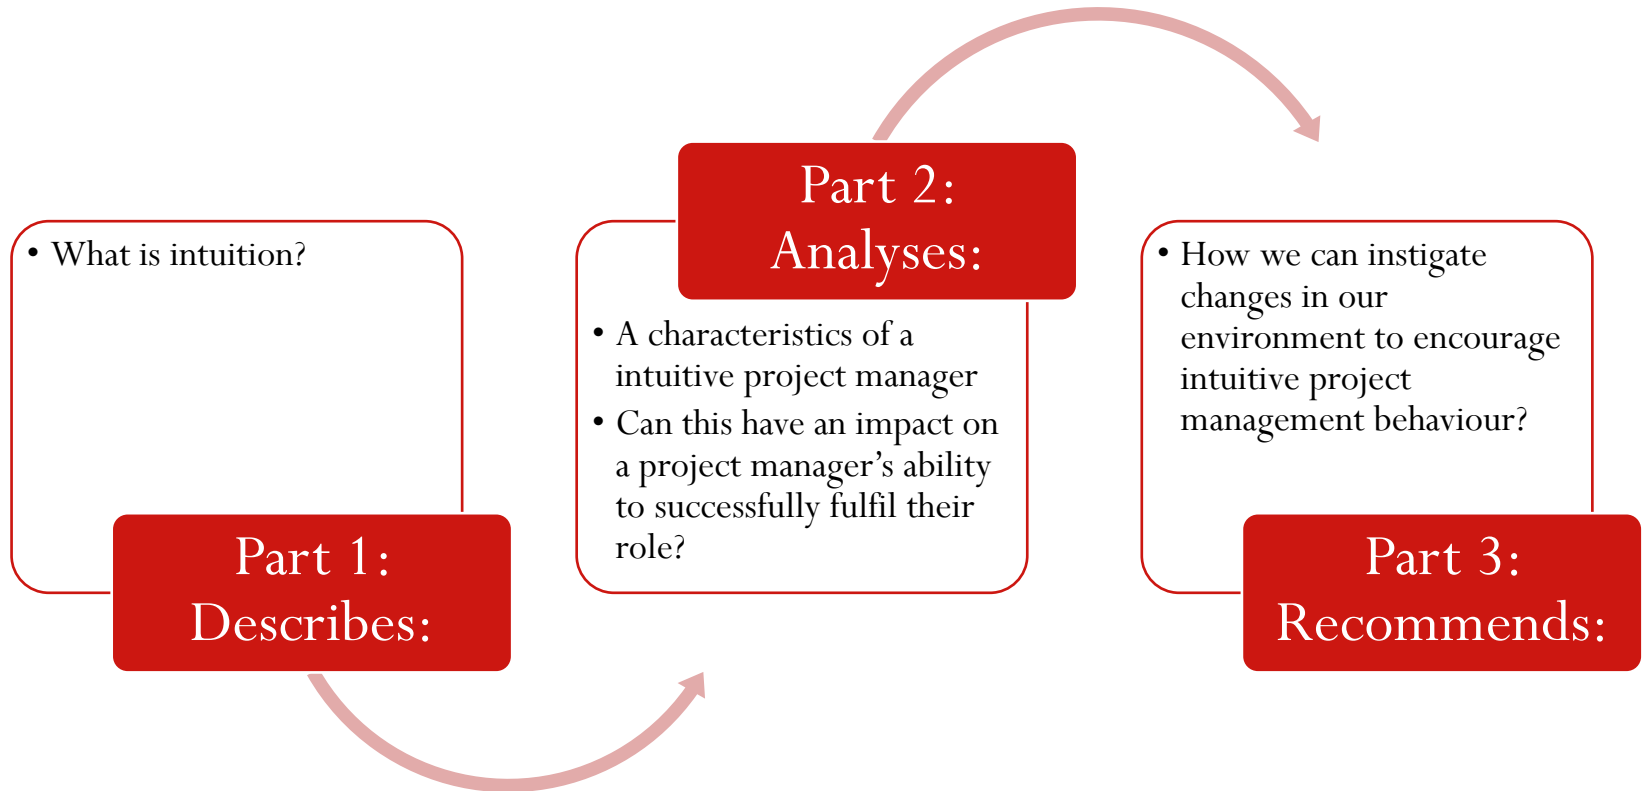 • What is intuition?
Part 1:
Describes:
Part 2:
Analyses:
• A characteristics of a
intuitive project manager
• Can this have an impact on
a project manager’s ability
to successfully fulfil their
role?
• How we can instigate
changes in our
environment to encourage
intuitive project
management behaviour?
Part 3:
Recommends: